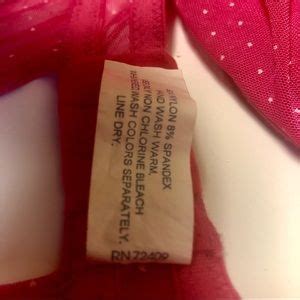 NYLON 8% SPANDEX
WASH WARM.
NON CHLORINE BLEACH
WASH COLORS SEPARATELY.
LINE DRY.
RN 72409